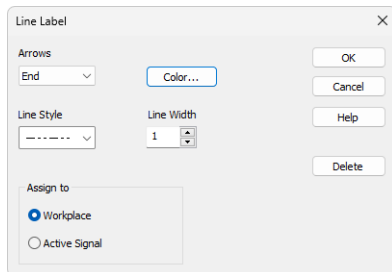 Line Label
Arrows
End
Color...
OK
Cancel
Line Style
Line Width
1
Help
Delete
Assign to
Workplace
Active Signal